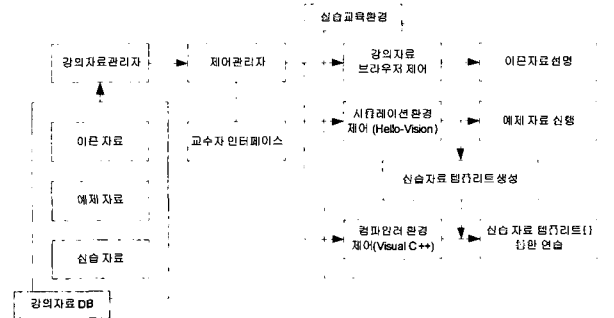 실습교육환경
강의자료관리자
제어관리자
강의자료
브라우저 제어
이론자료설명
이론 자료
교수자 인터페이스
시뮬레이션환경
제어 (Hello-Vision)
예제 자료 실행
예제 자료
실습자료 템플리트생성
실습 자료
컴파일러 환경
제어(Visual C++)
실습 자료 템플리트를
통한 연습
강의자료 DB